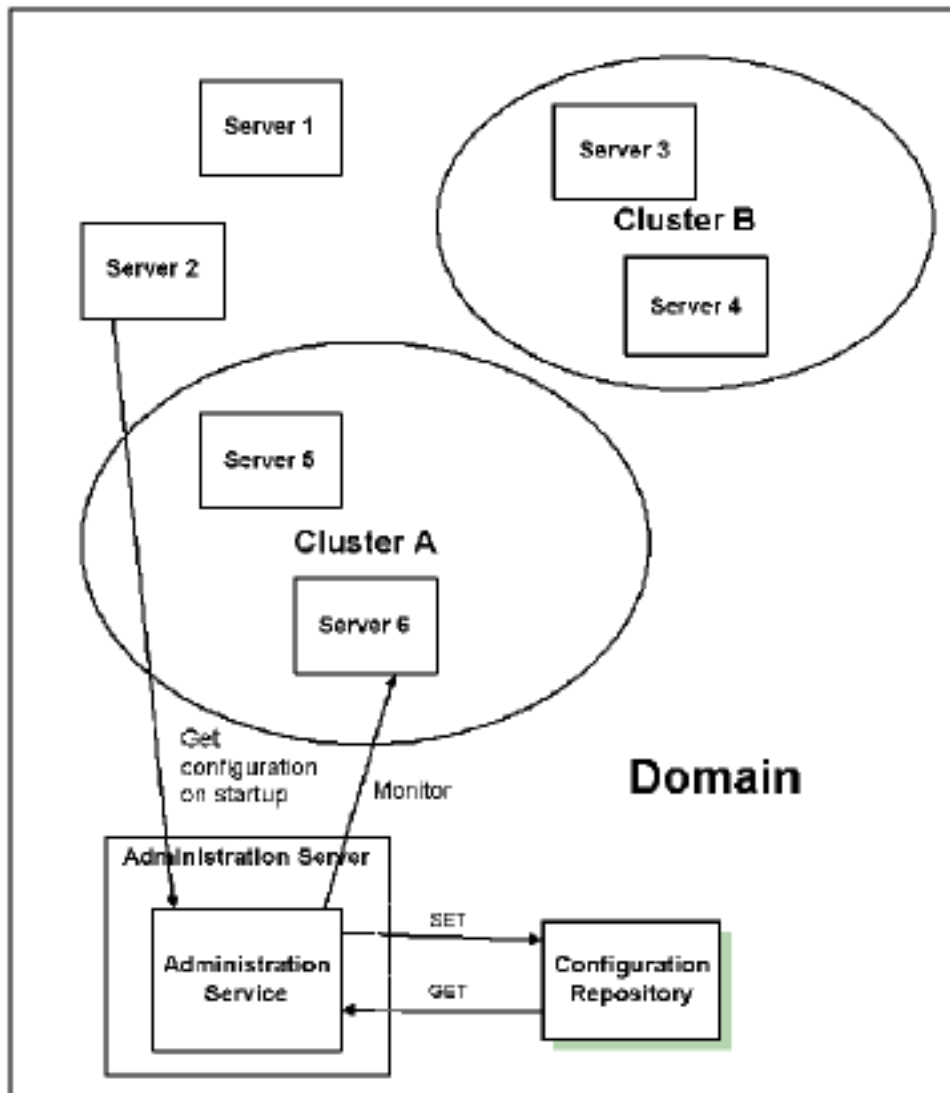 Server 1
Server 3
Cluster B
Server 2
Server 4
Server 5
Cluster A
Server 6
Get
configuration
on startup
Monitor
Domain
Administration Server
SET
Administration
Service
Configuration
Repository
GET